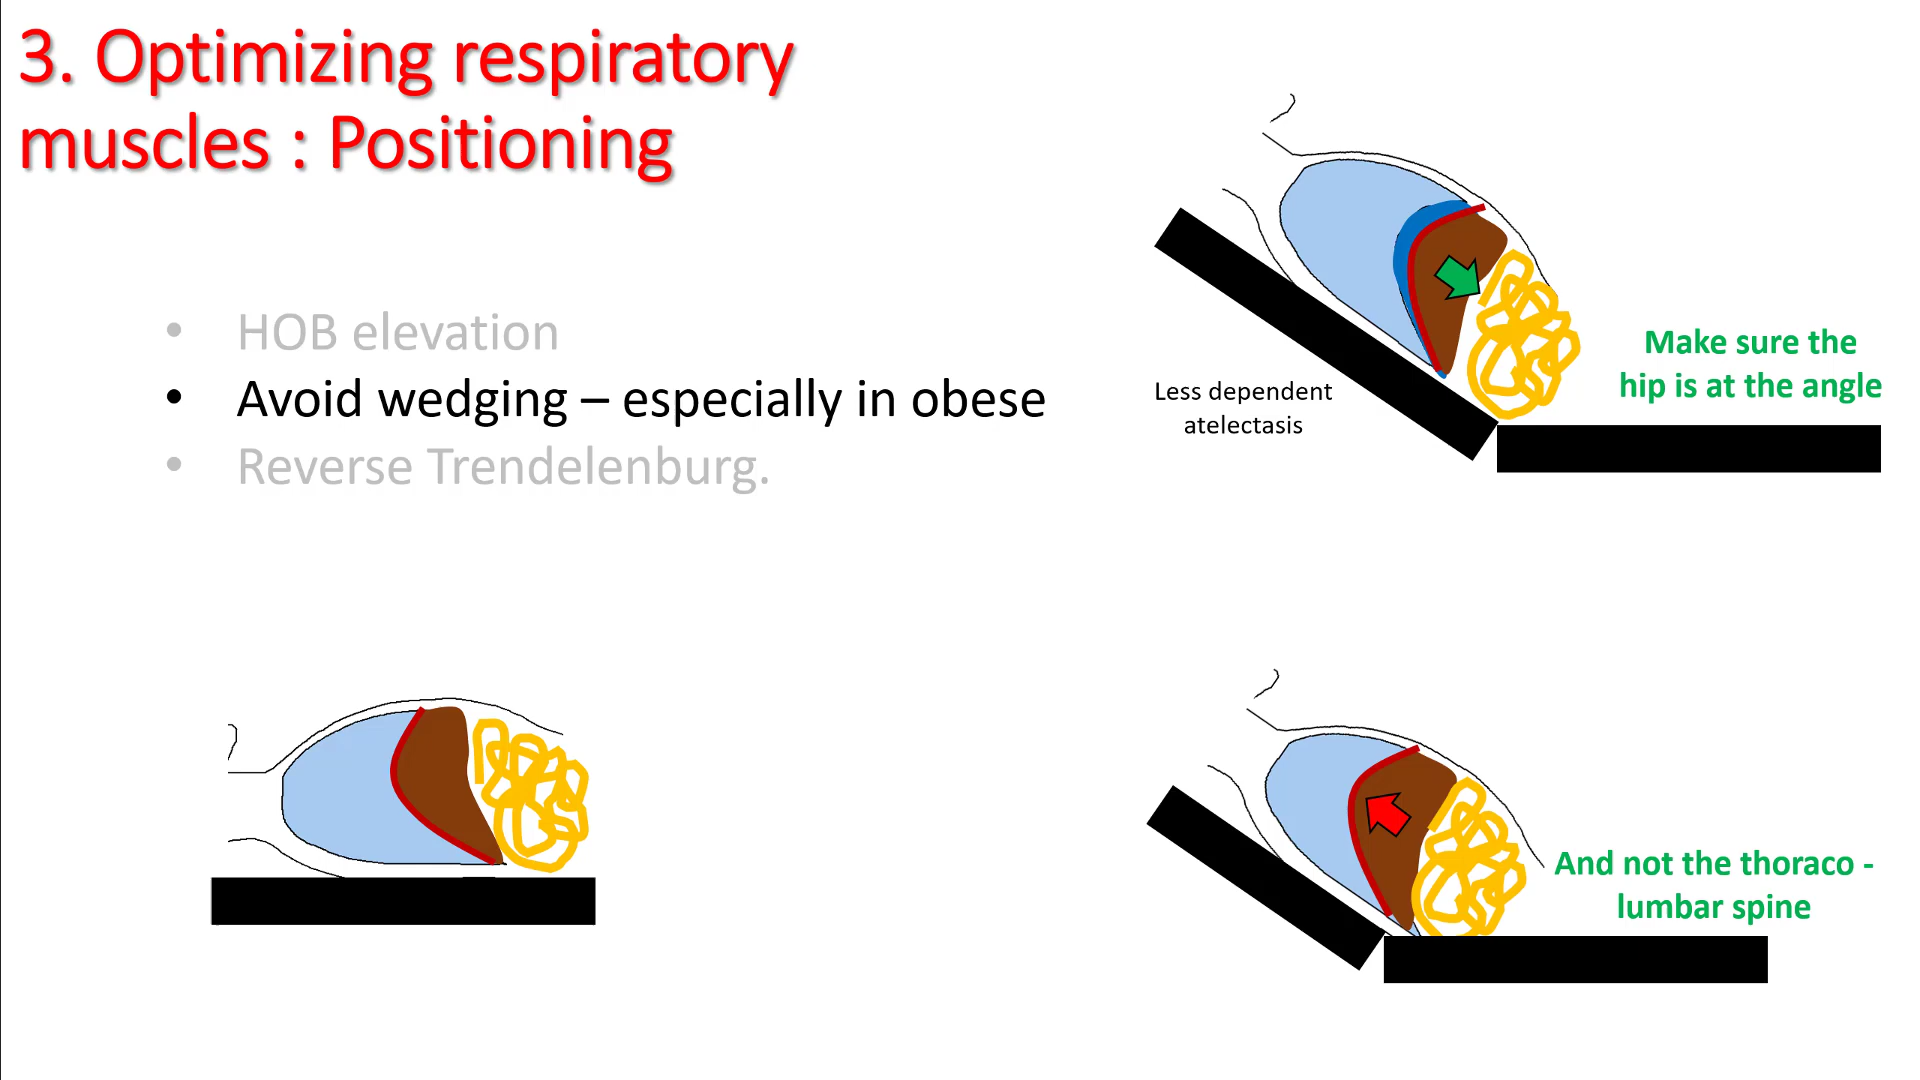 3. Optimizing respiratory
muscles : Positioning
• HOB elevation
• Avoid wedging – especially in obese
• Reverse Trendelenburg.
Less dependent
atelectasis
Make sure the
hip is at the angle
And not the thoraco -
lumbar spine